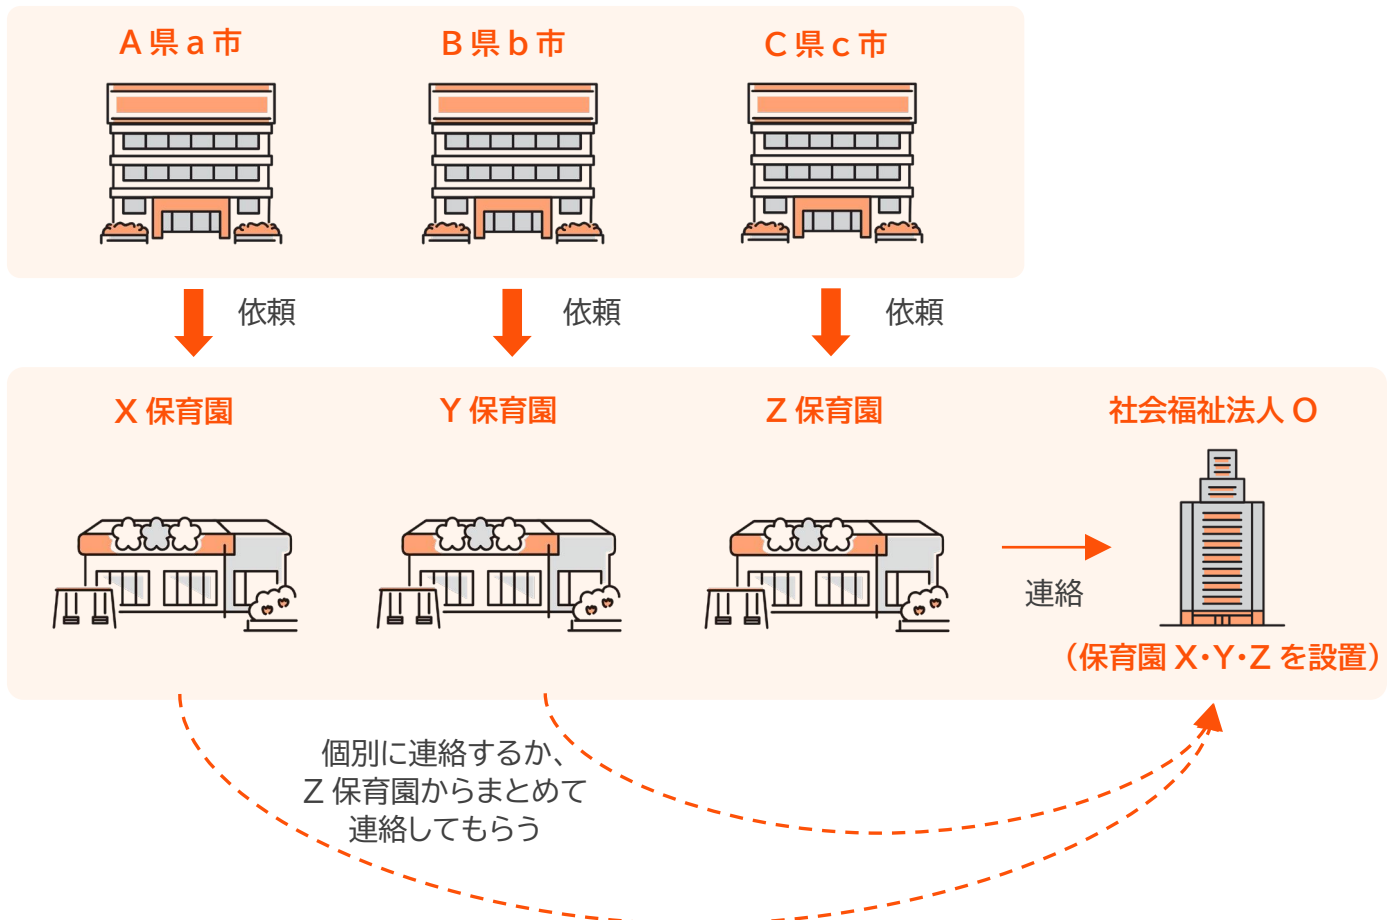 A県a市
B県b市
C県c市
依頼
依頼
依頼
X保育園
Y保育園
Z保育園
社会福祉法人O
連絡
（保育園X・Y・Zを設置）
個別に連絡するか、
Z保育園からまとめて
連絡してもらう